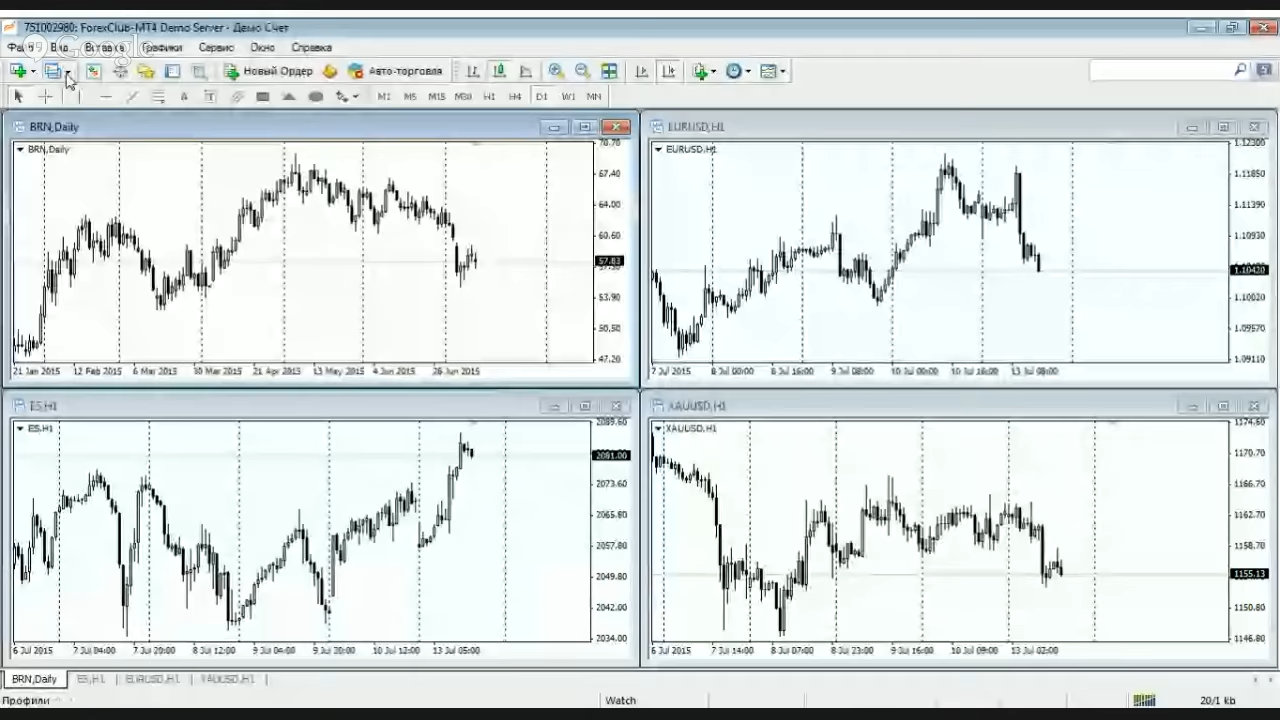 751002980: ForexClub-MT4 Demo Server - Демо Счет
Файл Вид Вставка Графики Сервис Окно Справка
Google
Новый Ордер Авто-торговля
A T M1 M5 M15 M30 H1 H4 D1 W1 MN
BRN,Daily
BRN,Daily
70.70
67.40
64.00
60.60
57.83
53.90
50.50
47.20
21 Jan 2015 12 Feb 2015 6 Mar 2015 30 Mar 2015 21 Apr 2015 13 May 2015 4 Jun 2015 26 Jun 2015
EURUSD,H1
EURUSD,H1
1.12300
1.11850
1.11390
1.10930
1.10420
1.10020
1.09570
1.09110
7 Jul 2015 8 Jul 00:00 8 Jul 16:00 9 Jul 08:00 10 Jul 00:00 10 Jul 16:00 13 Jul 08:00
ES,H1
ES,H1
2089.60
2081.00
2073.60
2065.80
2057.80
2049.80
2042.00
2034.00
6 Jul 2015 7 Jul 04:00 7 Jul 20:00 8 Jul 12:00 9 Jul 04:00 9 Jul 20:00 10 Jul 12:00 13 Jul 05:00
XAUUSD,H1
XAUUSD,H1
1174.60
1170.70
1166.70
1162.70
1158.70
1155.13
1150.80
1146.80
6 Jul 2015 7 Jul 14:00 8 Jul 07:00 8 Jul 23:00 9 Jul 16:00 10 Jul 09:00 13 Jul 02:00
BRN,Daily ES,H1 EURUSD,H1 XAUUSD,H1
Профили Watch 20/1 kb